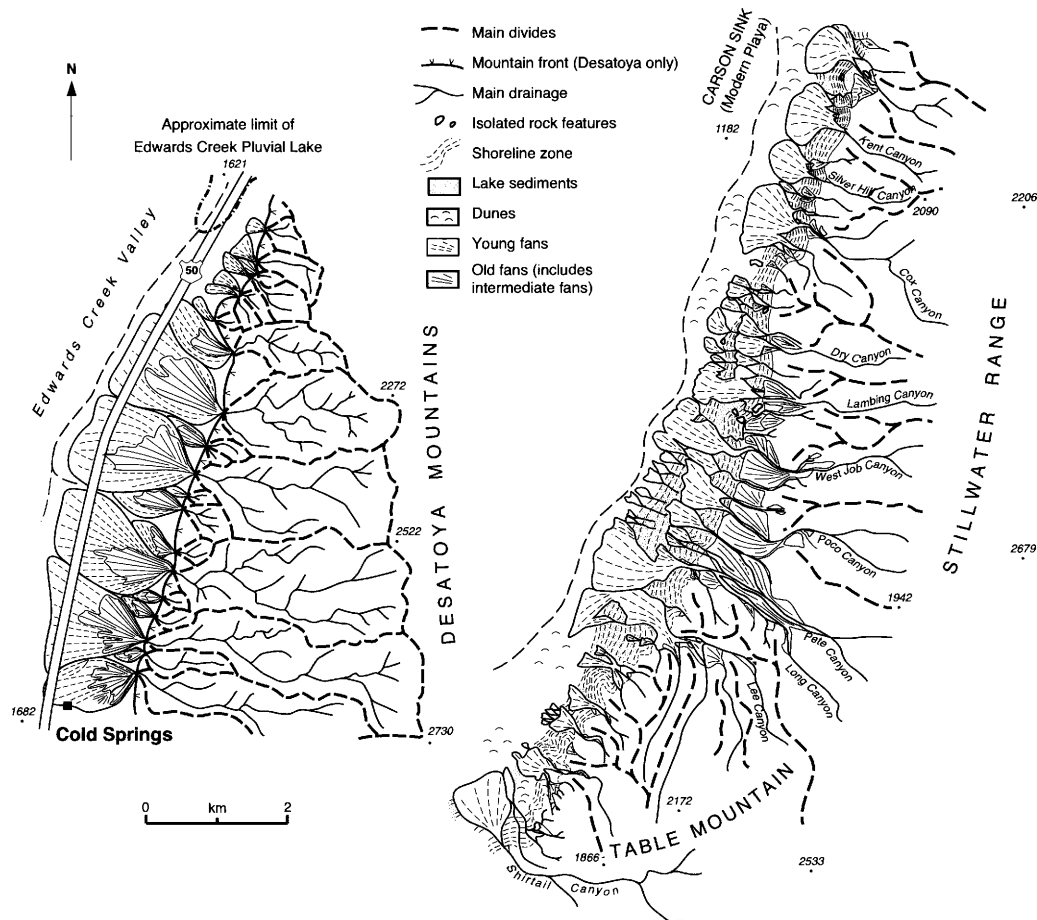 N
Approximate limit of
Edwards Creek Pluvial Lake
1621
Edwards Creek Valley
50
2272
2522
DESATOYA MOUNTAINS
2730
1682
Cold Springs
0 km 2
Main divides
Mountain front (Desatoya only)
Main drainage
Isolated rock features
Shoreline zone
Lake sediments
Dunes
Young fans
Old fans (includes
intermediate fans)
CARSON SINK
(Modern Playa)
1182
Kent Canyon
Silver Hill Canyon
2090
2206
Cox Canyon
Dry Canyon
Lambing Canyon
West Job Canyon
STILLWATER RANGE
Poco Canyon
2679
1942
Pete Canyon
Long Canyon
Lee Canyon
2172
TABLE MOUNTAIN
1866
2533
Shirtail Canyon